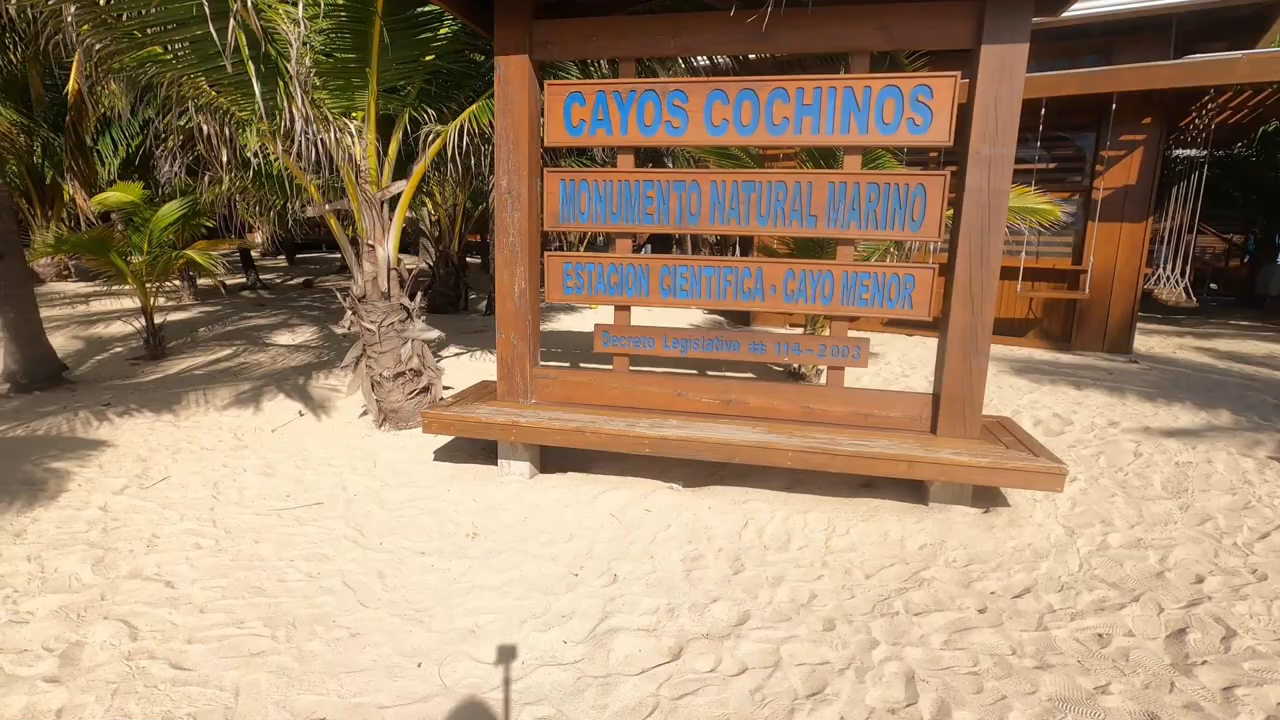 CAYOS COCHINOS
MONUMENTO NATURAL MARINO
ESTACION CIENTIFICA - CAYO MENOR
Decreto Legislativo # 114-2003